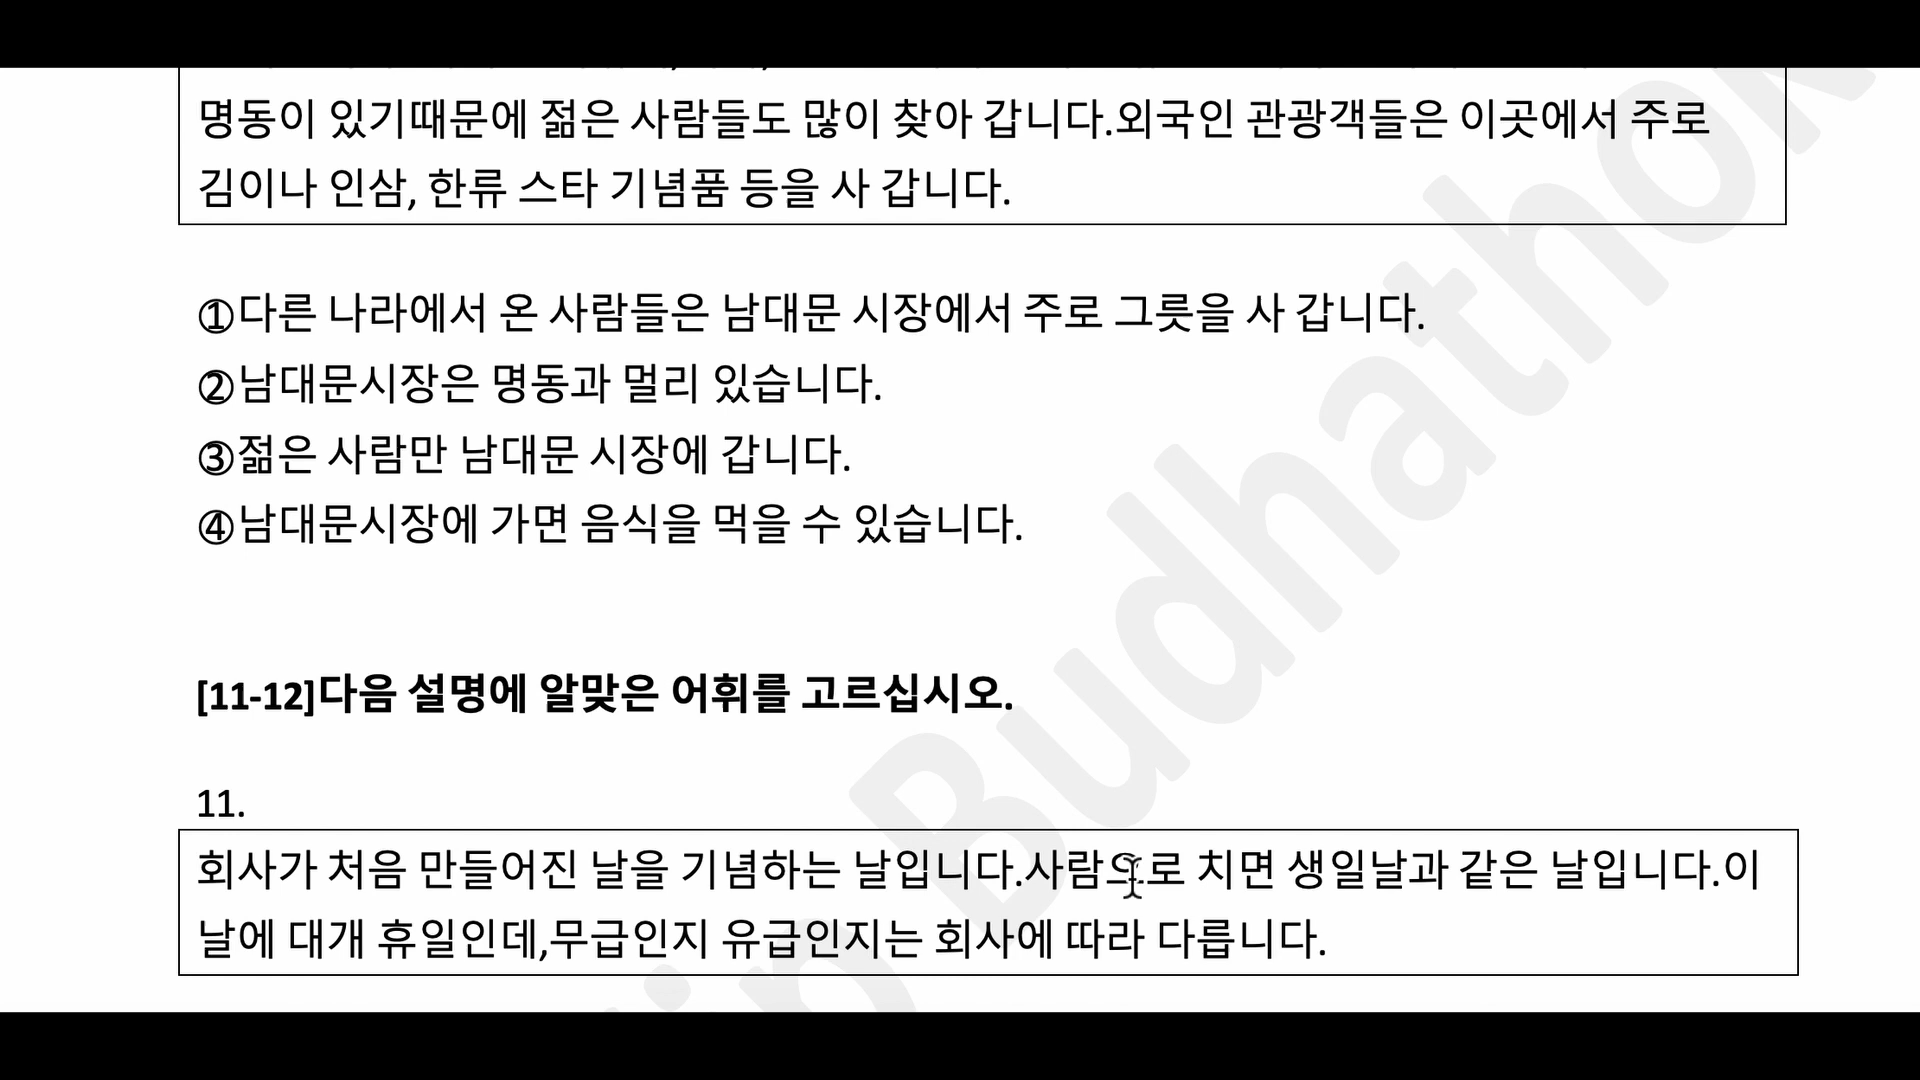 명동이 있기때문에 젊은 사람들도 많이 찾아 갑니다.외국인 관광객들은 이곳에서 주로
김이나 인삼, 한류 스타 기념품 등을 사 갑니다.
①다른 나라에서 온 사람들은 남대문 시장에서 주로 그릇을 사 갑니다.
②남대문시장은 명동과 멀리 있습니다.
③젊은 사람만 남대문 시장에 갑니다.
④남대문시장에 가면 음식을 먹을 수 있습니다.
[11-12]다음 설명에 알맞은 어휘를 고르십시오.
11.
회사가 처음 만들어진 날을 기념하는 날입니다.사람으로 치면 생일날과 같은 날입니다.이
날에 대개 휴일인데,무급인지 유급인지는 회사에 따라 다릅니다.
Budhathok